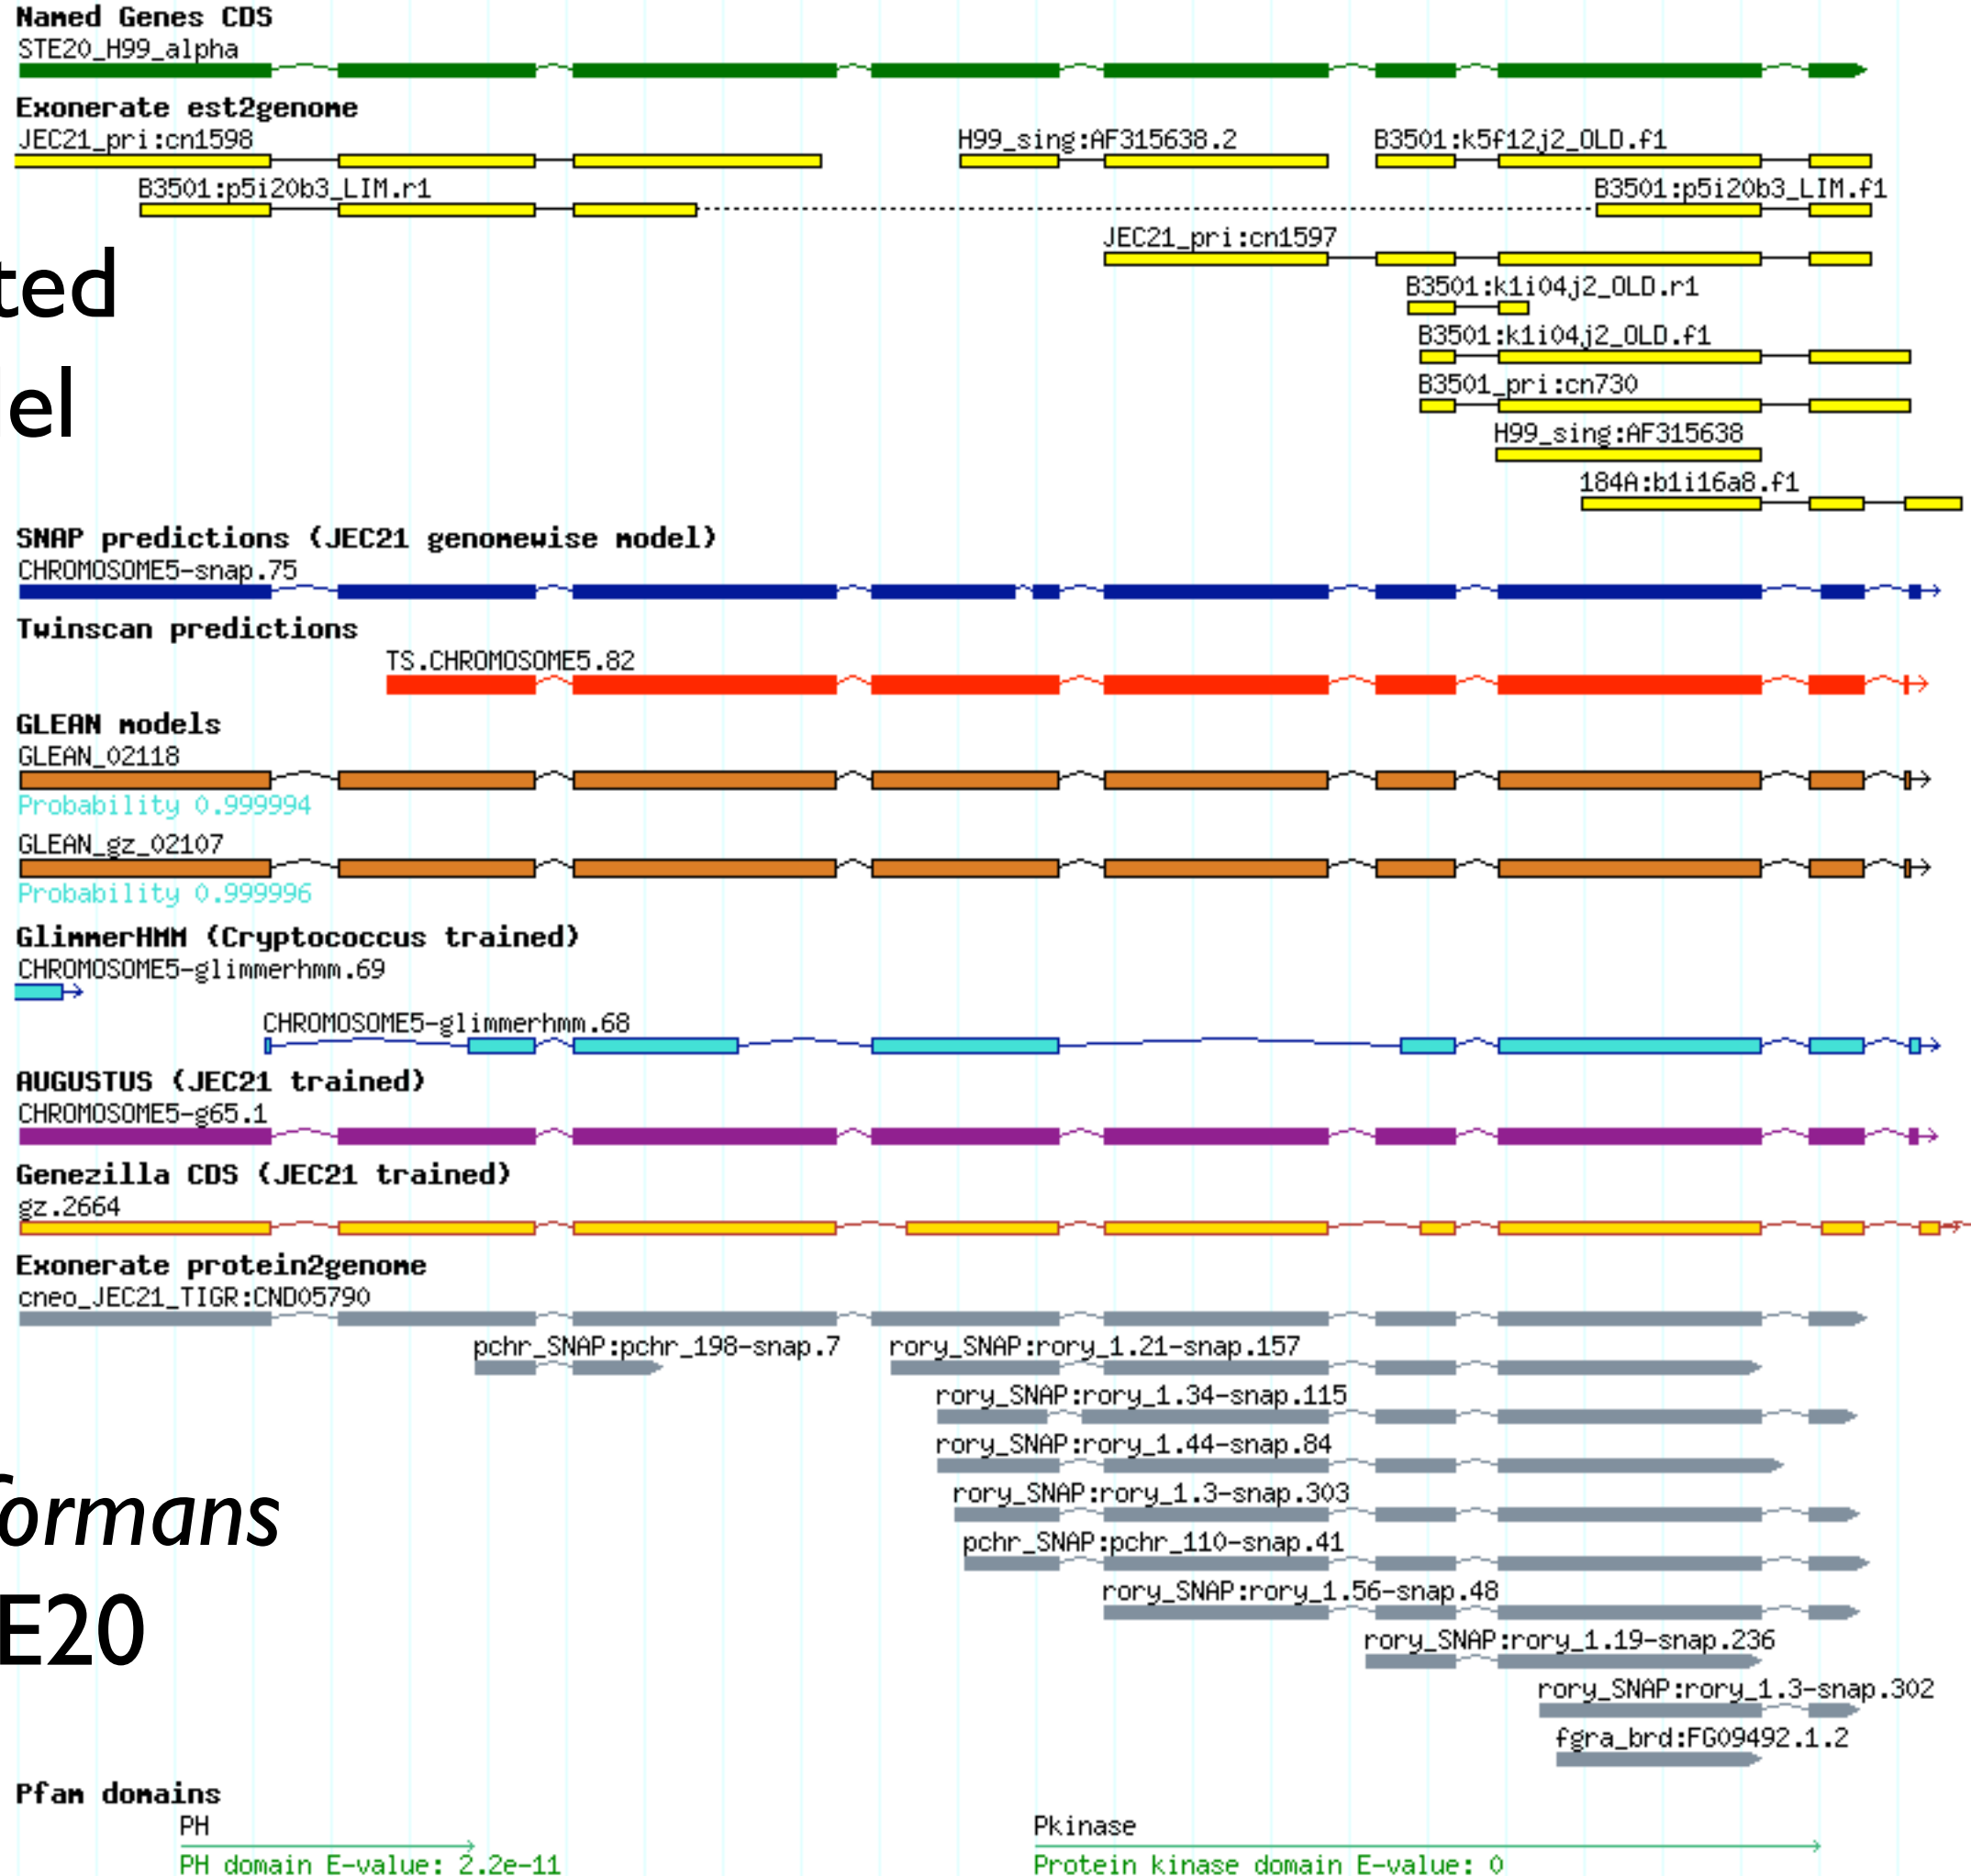 Named Genes CDS
STE20_H99_alpha
Exonerate est2genome
JEC21_pri:cn1598
H99_sing:AF315638.2
B3501:k5f12j2_OLD.f1
B3501:p5i20b3_LIM.r1
B3501:p5i20b3_LIM.f1
JEC21_pri:cn1597
ted
B3501:k1i04j2_OLD.r1
B3501:k1i04j2_OLD.f1
del
B3501_pri:cn730
H99_sing:AF315638
184A:b1i16a8.f1
SNAP predictions (JEC21 genomewise model)
CHROMOSOME5-snap.75
Twinscan predictions
TS.CHROMOSOME5.82
GLEAN models
GLEAN_02118
Probability 0.999994
GLEAN_gz_02107
Probability 0.999996
GlimmerHMM (Cryptococcus trained)
CHROMOSOME5-glimmerhmm.69
CHROMOSOME5-glimmerhmm.68
AUGUSTUS (JEC21 trained)
CHROMOSOME5-g65.1
Genezilla CDS (JEC21 trained)
gz.2664
Exonerate protein2genome
cneo_JEC21_TIGR:CND05790
pchr_SNAP:pchr_198-snap.7
rory_SNAP:rory_1.21-snap.157
rory_SNAP:rory_1.34-snap.115
rory_SNAP:rory_1.44-snap.84
rory_SNAP:rory_1.3-snap.303
formans
pchr_SNAP:pchr_110-snap.41
rory_SNAP:rory_1.56-snap.48
E20
rory_SNAP:rory_1.19-snap.236
rory_SNAP:rory_1.3-snap.302
fgra_brd:FG09492.1.2
Pfam domains
PH
PH domain E-value: 2.2e-11
Pkinase
Protein kinase domain E-value: 0